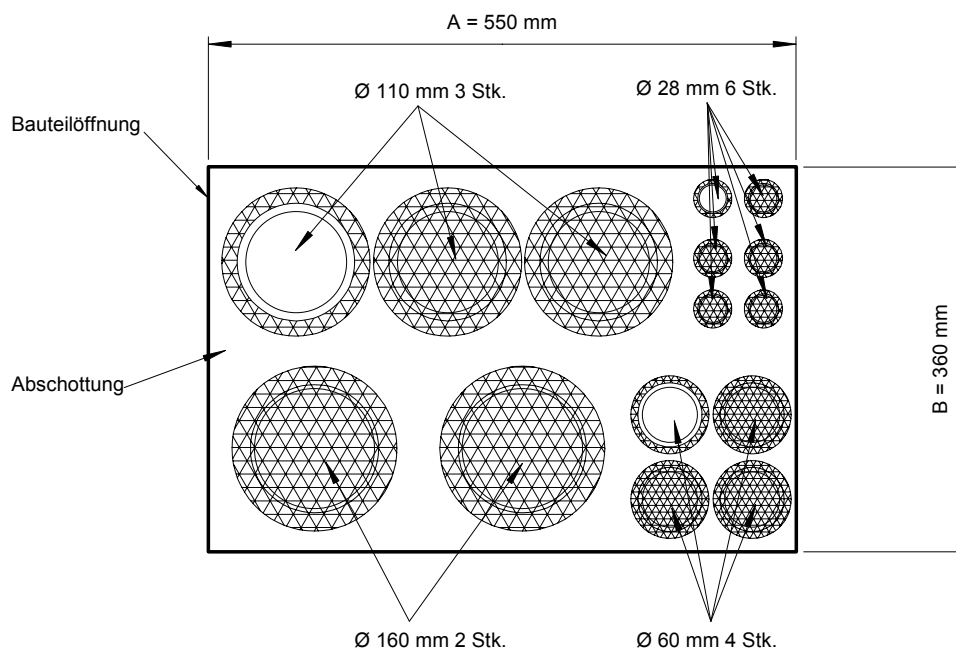 A = 550 mm
Ø 110 mm 3 Stk.
Ø 28 mm 6 Stk.
Bauteilöffnung
Abschottung
B = 360 mm
Ø 160 mm 2 Stk.
Ø 60 mm 4 Stk.